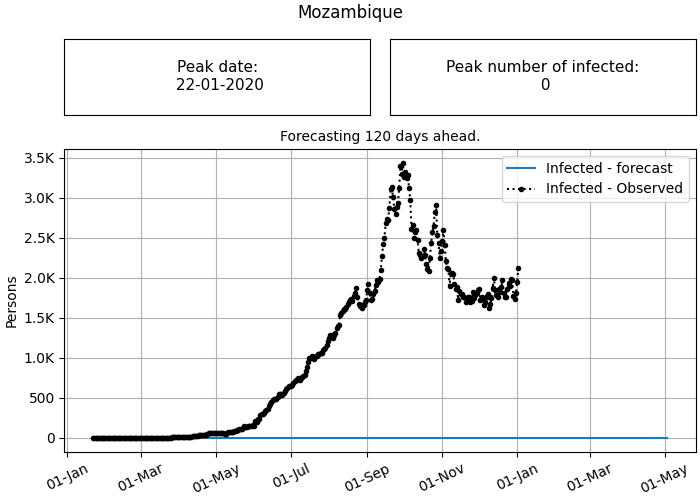 Mozambique
Peak date:
22-01-2020
Peak number of infected:
0
Forecasting 120 days ahead.
Infected - forecast
Infected - Observed
Persons
3.5K
3.0K
2.5K
2.0K
1.5K
1.0K
500
0
01-Jan
01-Mar
01-May
01-Jul
01-Sep
01-Nov
01-Jan
01-Mar
01-May